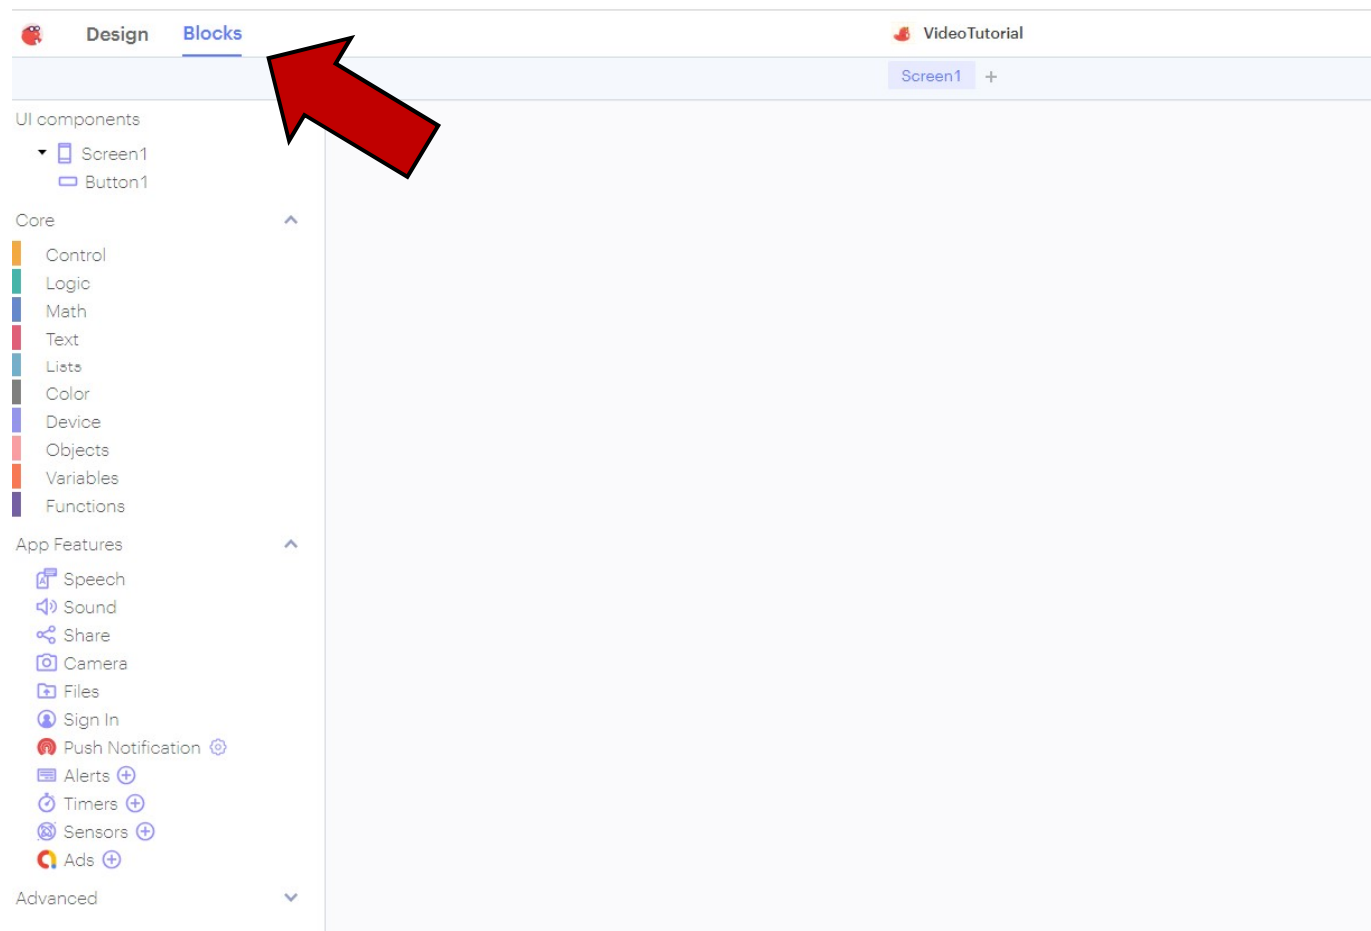 Design Blocks VideoTutorial
Screen1 +
UI components
Screen1
Button1
Core
Control
Logic
Math
Text
Lists
Color
Device
Objects
Variables
Functions
App Features
Speech
Sound
Share
Camera
Files
Sign In
Push Notification
Alerts
Timers
Sensors
Ads
Advanced